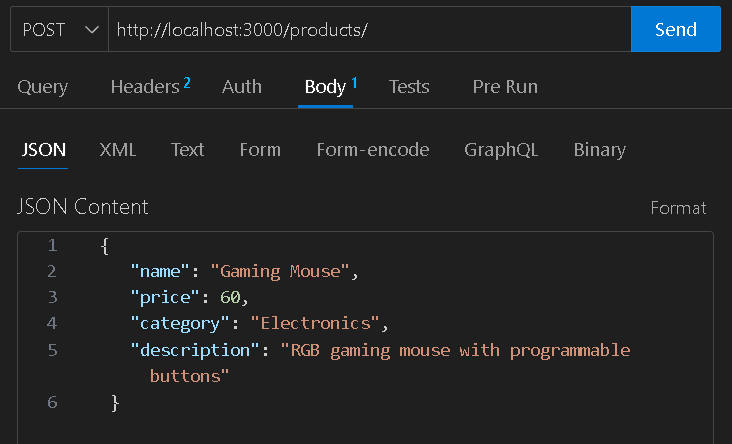 POST http://localhost:3000/products/ Send
Query Headers 2 Auth Body 1 Tests Pre Run
JSON XML Text Form Form-encode GraphQL Binary
JSON Content Format
1 {
2 "name": "Gaming Mouse",
3 "price": 60,
4 "category": "Electronics",
5 "description": "RGB gaming mouse with programmable
buttons"
6 }